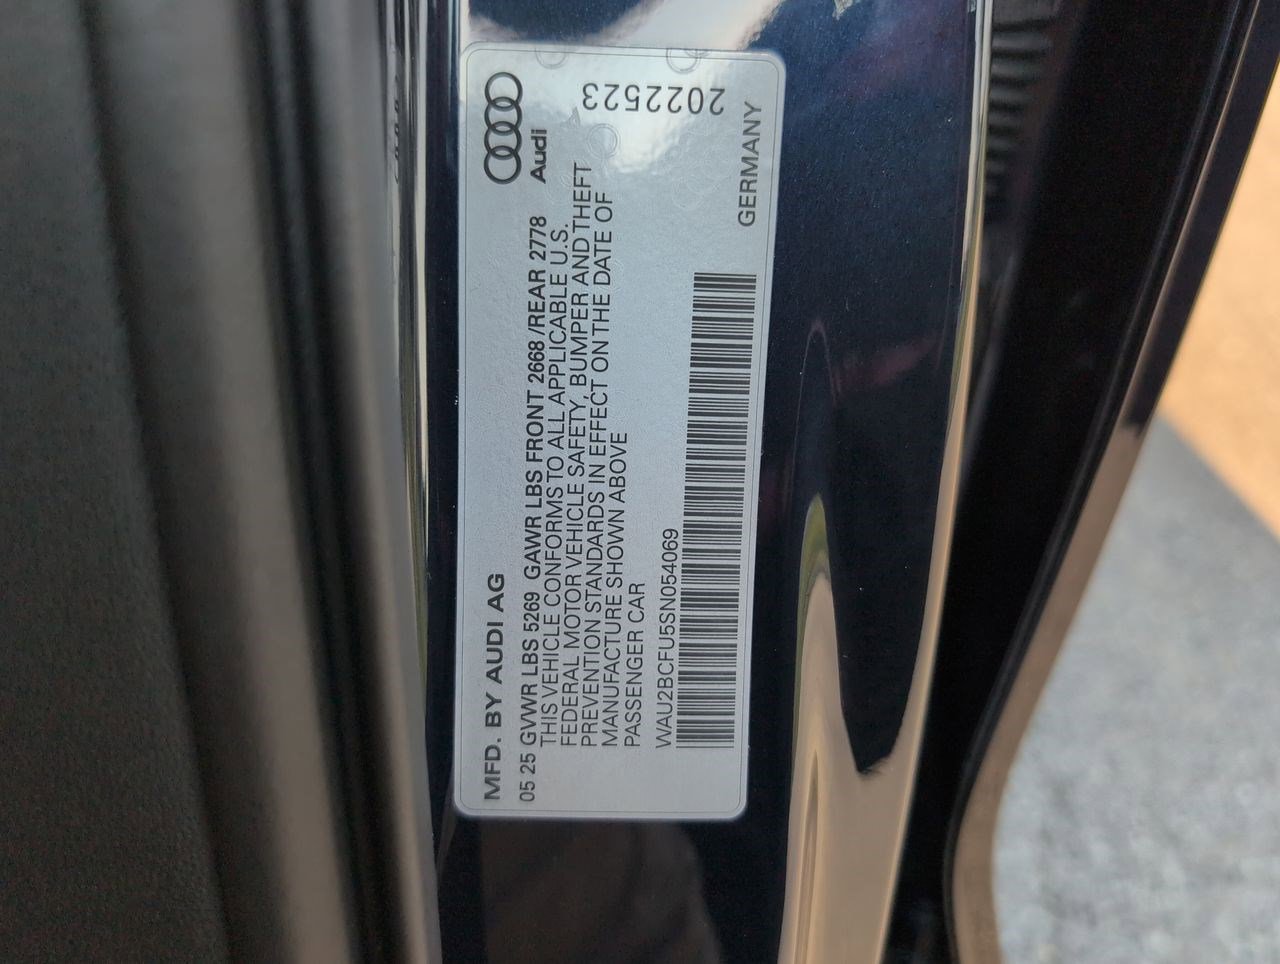 MFD. BY AUDI AG
Audi
05 25 GVWR LBS 5269 GAWR LBS FRONT 2668 /REAR 2778
THIS VEHICLE CONFORMS TO ALL APPLICABLE U.S.
FEDERAL MOTOR VEHICLE SAFETY, BUMPER AND THEFT
PREVENTION STANDARDS IN EFFECT ON THE DATE OF
MANUFACTURE SHOWN ABOVE
PASSENGER CAR
WAU2BCFU5SN054069
GERMANY
2022523